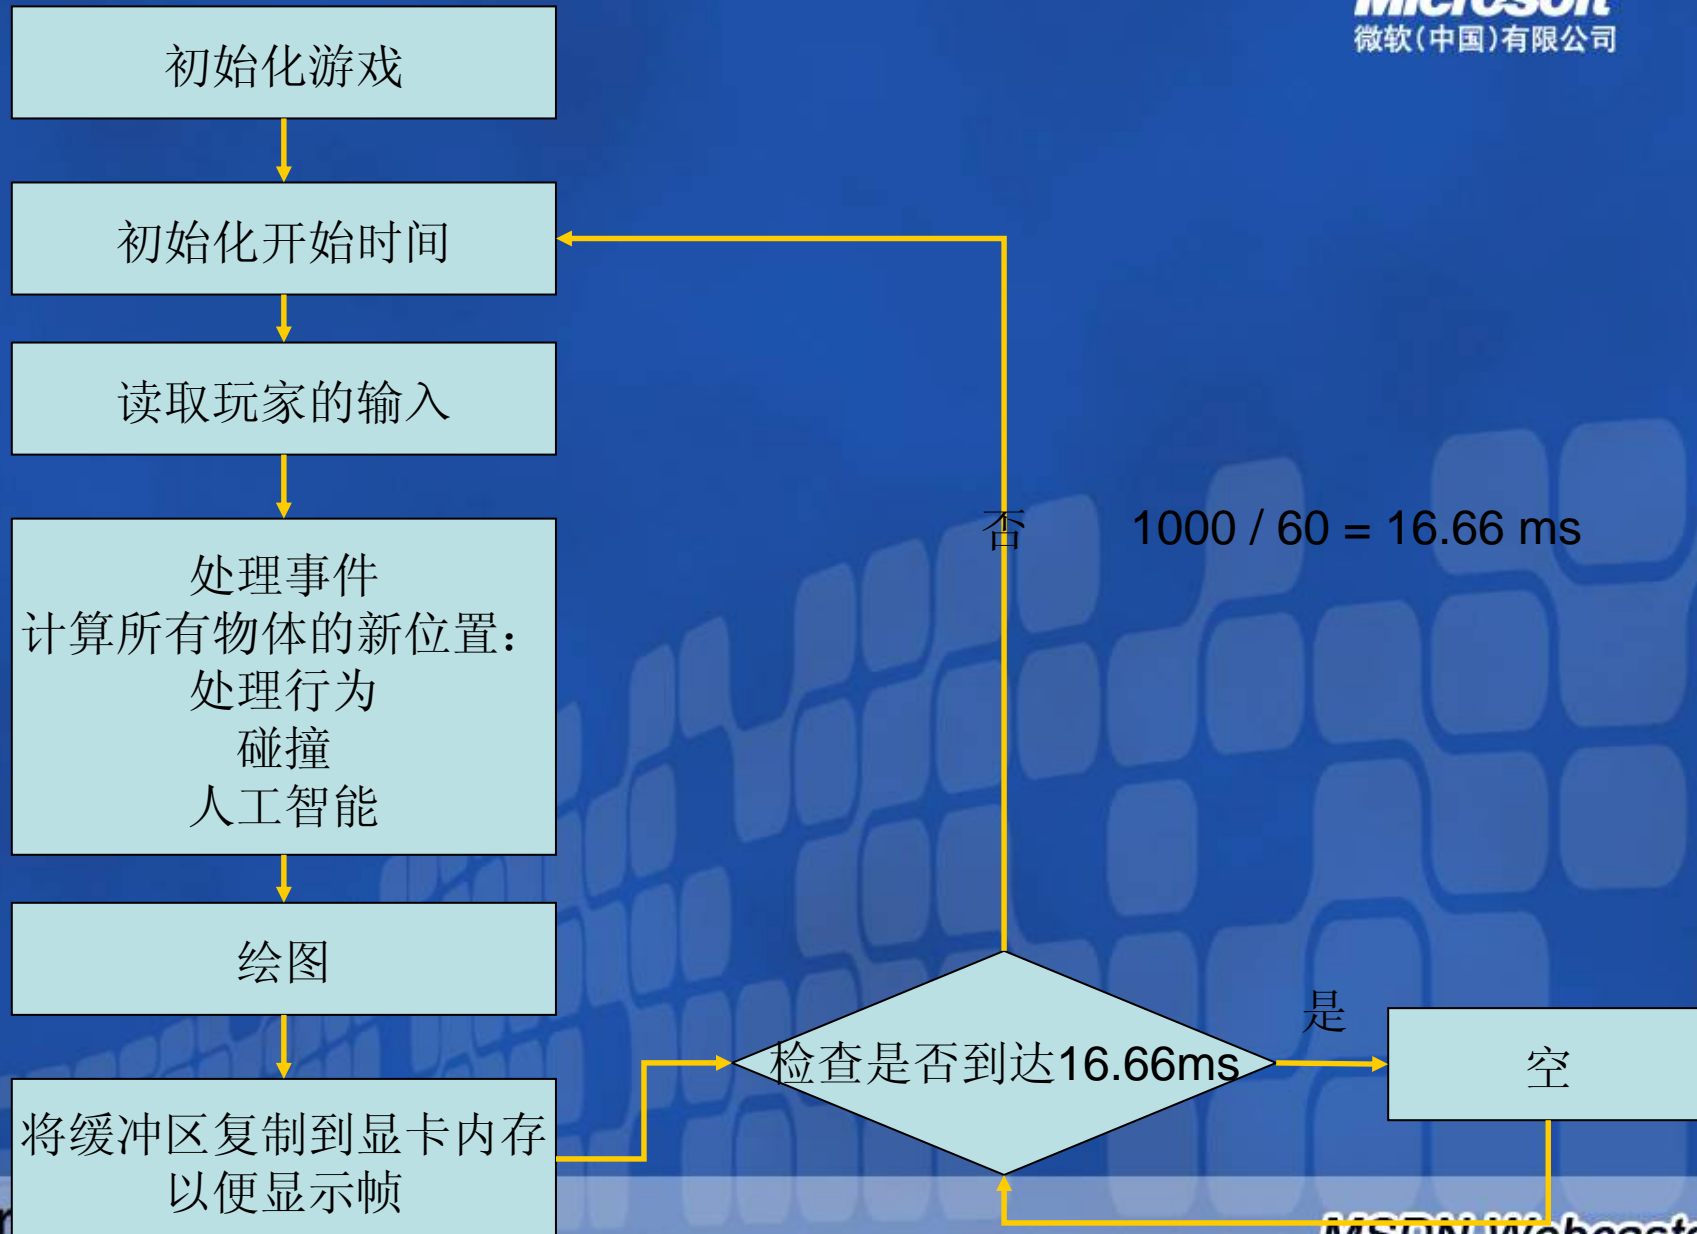 Microsoft
微软(中国)有限公司
初始化游戏
初始化开始时间
读取玩家的输入
处理事件
计算所有物体的新位置：
处理行为
碰撞
人工智能
绘图
将缓冲区复制到显卡内存
以便显示帧
否
1000 / 60 = 16.66 ms
检查是否到达16.66ms
是
空
MSDN Webcasts